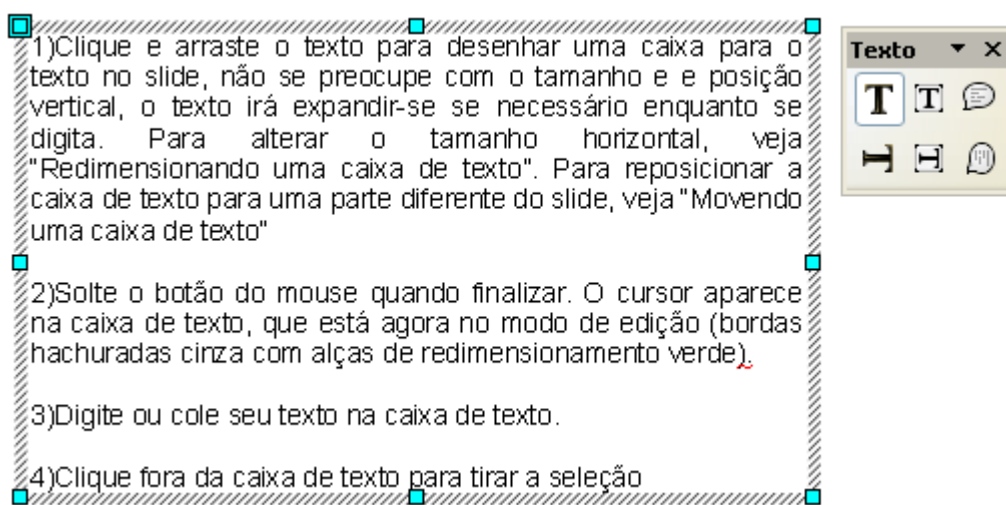 1)Clique e arraste o texto para desenhar uma caixa para o
texto no slide, não se preocupe com o tamanho e e posição
vertical, o texto irá expandir-se se necessário enquanto se
digita. Para alterar o tamanho horizontal, veja
"Redimensionando uma caixa de texto". Para reposicionar a
caixa de texto para uma parte diferente do slide, veja "Movendo
uma caixa de texto"
2)Solte o botão do mouse quando finalizar. O cursor aparece
na caixa de texto, que está agora no modo de edição (bordas
hachuradas cinza com alças de redimensionamento verde).
3)Digite ou cole seu texto na caixa de texto.
4)Clique fora da caixa de texto para tirar a seleção
Texto
T T